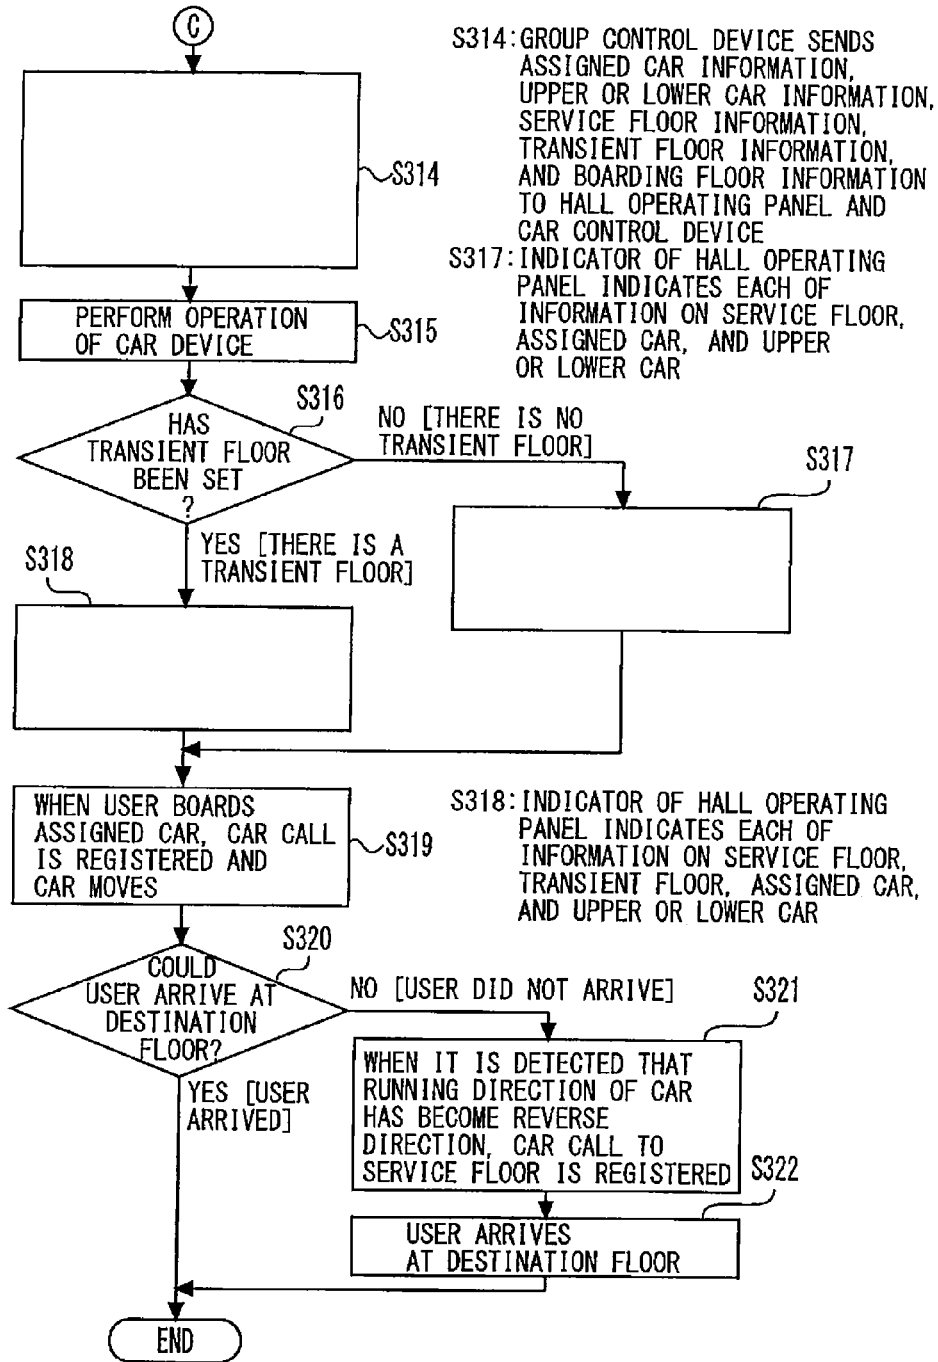 C
S314:GROUP CONTROL DEVICE SENDS
ASSIGNED CAR INFORMATION,
UPPER OR LOWER CAR INFORMATION,
SERVICE FLOOR INFORMATION,
TRANSIENT FLOOR INFORMATION,
AND BOARDING FLOOR INFORMATION
TO HALL OPERATING PANEL AND
CAR CONTROL DEVICE
S314
S317:INDICATOR OF HALL OPERATING
PANEL INDICATES EACH OF
INFORMATION ON SERVICE FLOOR,
ASSIGNED CAR, AND UPPER
OR LOWER CAR
PERFORM OPERATION
OF CAR DEVICE
S315
S316
HAS
TRANSIENT FLOOR
BEEN SET
?
NO [THERE IS NO
TRANSIENT FLOOR]
S317
YES [THERE IS A
TRANSIENT FLOOR]
S318
WHEN USER BOARDS
ASSIGNED CAR, CAR CALL
IS REGISTERED AND
CAR MOVES
S319
S318:INDICATOR OF HALL OPERATING
PANEL INDICATES EACH OF
INFORMATION ON SERVICE FLOOR,
TRANSIENT FLOOR, ASSIGNED CAR,
AND UPPER OR LOWER CAR
S320
COULD
USER ARRIVE AT
DESTINATION
FLOOR?
NO [USER DID NOT ARRIVE]
S321
YES [USER
ARRIVED]
WHEN IT IS DETECTED THAT
RUNNING DIRECTION OF CAR
HAS BECOME REVERSE
DIRECTION, CAR CALL TO
SERVICE FLOOR IS REGISTERED
S322
USER ARRIVES
AT DESTINATION FLOOR
END